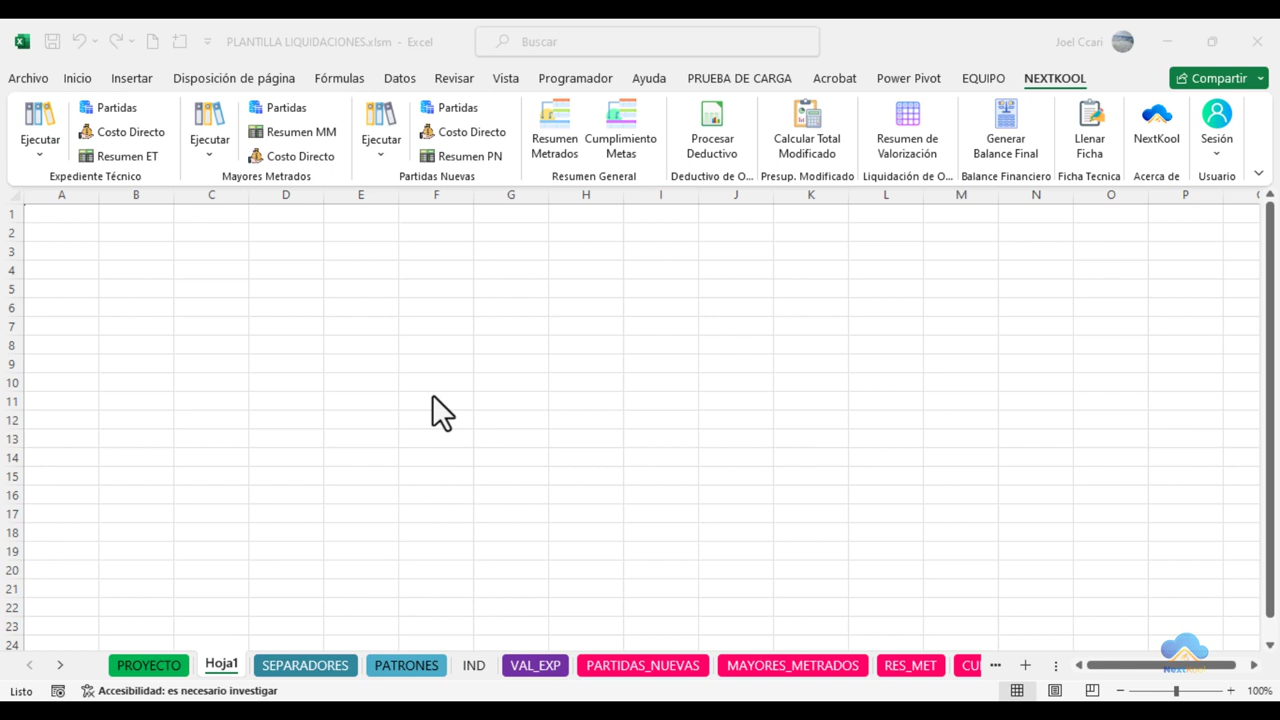 PLANTILLA LIQUIDACIONES.xlsm - Excel
Buscar
Joel Ccari
Archivo Inicio Insertar Disposición de página Fórmulas Datos Revisar Vista Programador Ayuda PRUEBA DE CARGA Acrobat Power Pivot EQUIPO NEXTKOOL Compartir
Ejecutar
Partidas
Costo Directo
Resumen ET
Expediente Técnico
Ejecutar
Partidas
Resumen MM
Costo Directo
Mayores Metrados
Ejecutar
Partidas
Costo Directo
Resumen PN
Partidas Nuevas
Resumen
Metrados
Cumplimiento
Metas
Resumen General
Procesar
Deductivo
Deductivo de O...
Calcular Total
Modificado
Presup. Modificado
Resumen de
Valorización
Liquidación de O...
Generar
Balance Final
Balance Financiero
Llenar
Ficha
Ficha Tecnica
NextKool
Acerca de
Sesión
Usuario
A B C D E F G H I J K L M N O P
1
2
3
4
5
6
7
8
9
10
11
12
13
14
15
16
17
18
19
20
21
22
23
24
PROYECTO Hoja1 SEPARADORES PATRONES IND VAL_EXP PARTIDAS_NUEVAS MAYORES_METRADOS RES_MET CU
NextKool
Listo Accesibilidad: es necesario investigar 100%